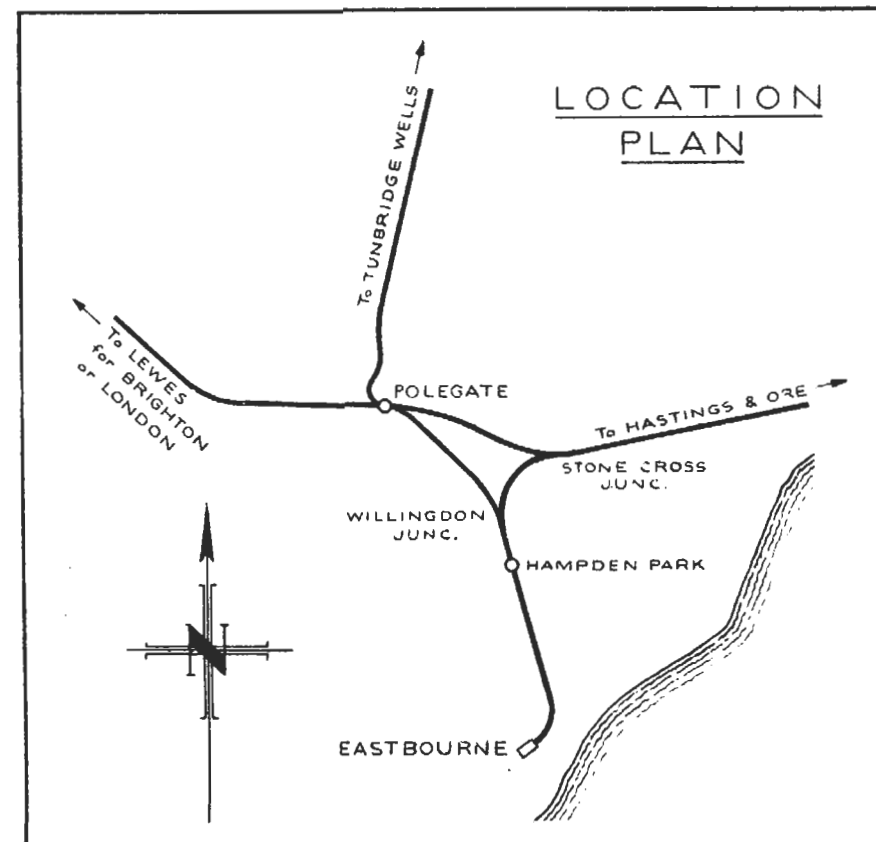 LOCATION
PLAN
To TUNBRIDGE WELLS
To LEWES
for BRIGHTON
or LONDON
POLEGATE
To HASTINGS & ORE
STONE CROSS
JUNC.
WILLINGDON
JUNC.
HAMPDEN PARK
N
EASTBOURNE